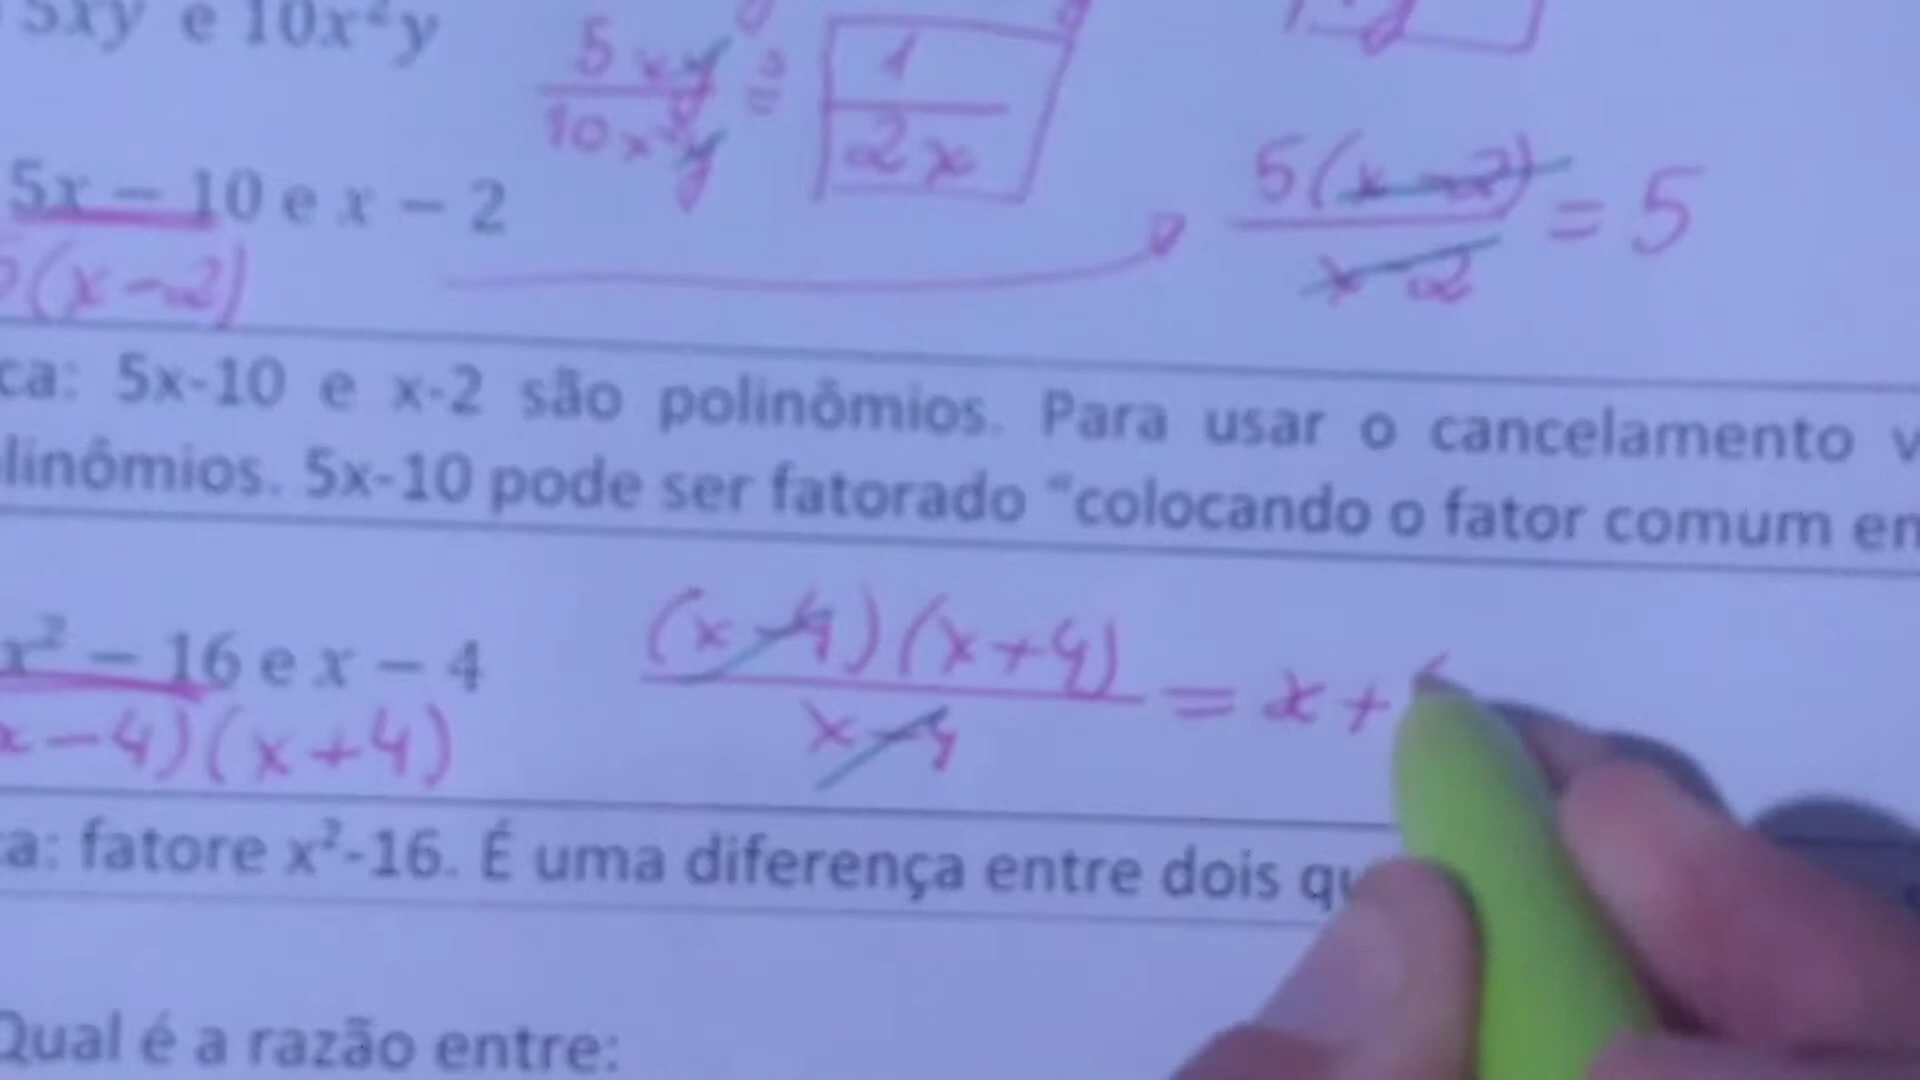 5xy e 10x²y
5xy / 10x²y = 1 / 2x
5x − 10 e x − 2
5(x−2) / x−2 = 5
(x−2)
ca: 5x-10 e x-2 são polinômios. Para usar o cancelamento
linômios. 5x-10 pode ser fatorado “colocando o fator comum
x² − 16 e x − 4
(x−4)(x+4) / x−4 = x+
x−4)(x+4)
a: fatore x²-16. É uma diferença entre dois
Qual é a razão entre: